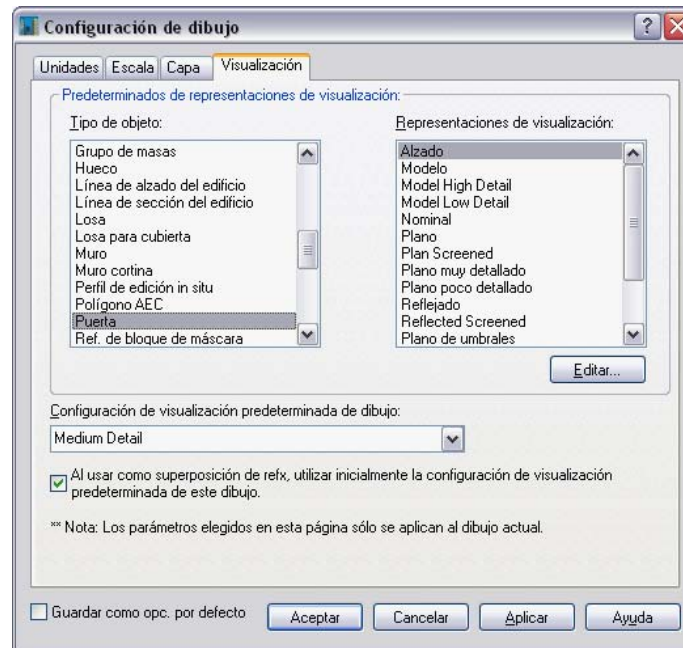 Configuración de dibujo
Unidades Escala Capa Visualización
Predeterminados de representaciones de visualización:
Tipo de objeto:
Grupo de masas
Hueco
Línea de alzado del edificio
Línea de sección del edificio
Losa
Losa para cubierta
Muro
Muro cortina
Perfil de edición in situ
Polígono AEC
Puerta
Ref. de bloque de máscara
Representaciones de visualización:
Alzado
Modelo
Model High Detail
Model Low Detail
Nominal
Plano
Plan Screened
Plano muy detallado
Plano poco detallado
Reflejado
Reflected Screened
Plano de umbrales
Editar...
Configuración de visualización predeterminada de dibujo:
Medium Detail
Al usar como superposición de refx, utilizar inicialmente la configuración de visualización
predeterminada de este dibujo.
** Nota: Los parámetros elegidos en esta página sólo se aplican al dibujo actual.
Guardar como opc. por defecto
Aceptar Cancelar Aplicar Ayuda